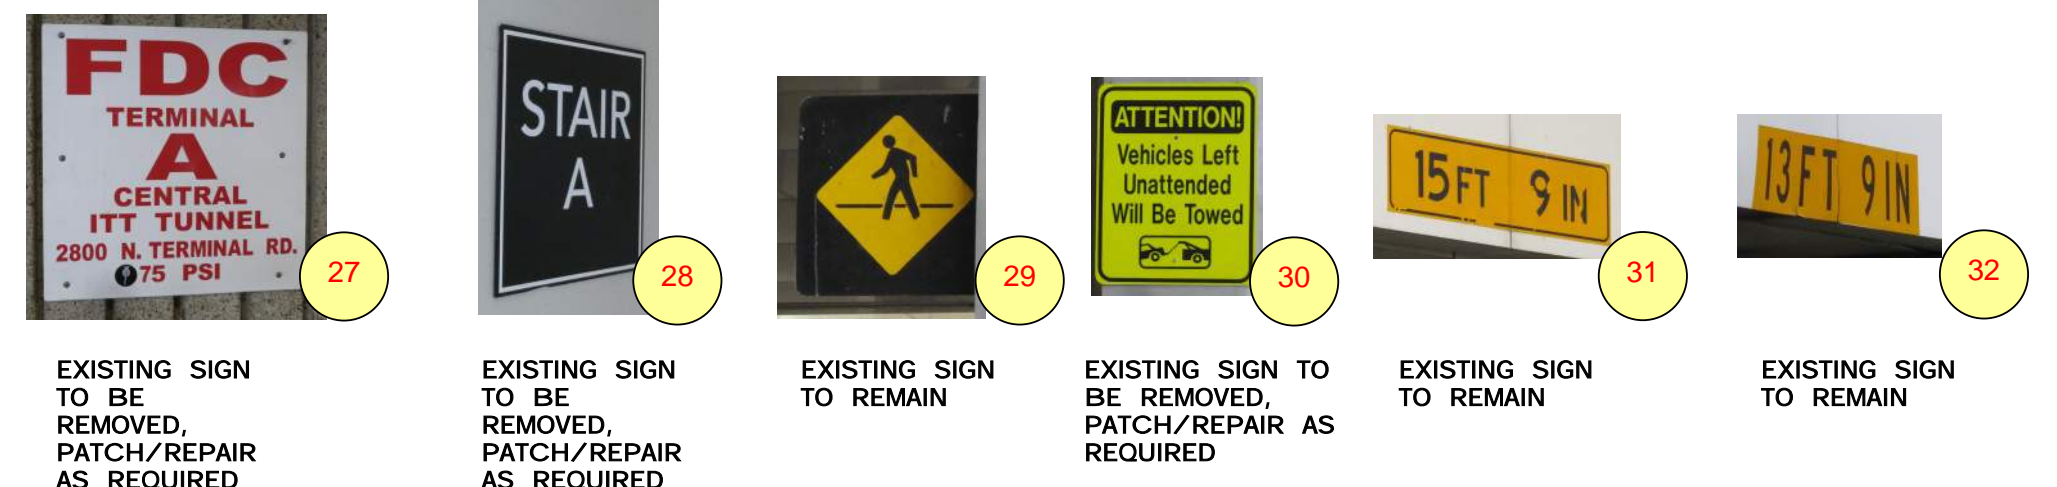 FDC
TERMINAL
A
CENTRAL
ITT TUNNEL
2800 N. TERMINAL RD.
75 PSI
27
EXISTING SIGN
TO BE
REMOVED,
PATCH/REPAIR
AS REQUIRED
STAIR
A
28
EXISTING SIGN
TO BE
REMOVED,
PATCH/REPAIR
AS REQUIRED
29
EXISTING SIGN
TO REMAIN
ATTENTION!
Vehicles Left
Unattended
Will Be Towed
30
EXISTING SIGN TO
BE REMOVED,
PATCH/REPAIR AS
REQUIRED
15 FT 9 IN
31
EXISTING SIGN
TO REMAIN
13 FT 9 IN
32
EXISTING SIGN
TO REMAIN